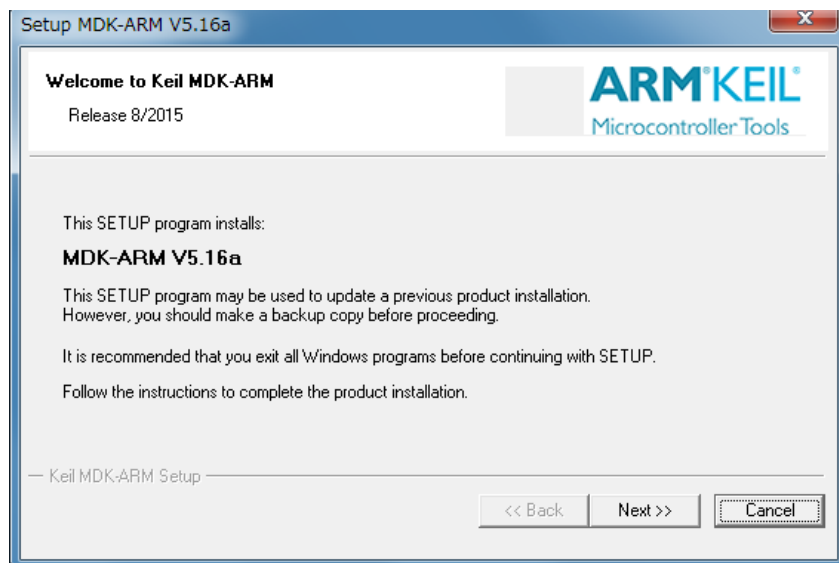 Setup MDK-ARM V5.16a
Welcome to Keil MDK-ARM
Release 8/2015
ARM®KEIL®
Microcontroller Tools
This SETUP program installs:
MDK-ARM V5.16a
This SETUP program may be used to update a previous product installation.
However, you should make a backup copy before proceeding.
It is recommended that you exit all Windows programs before continuing with SETUP.
Follow the instructions to complete the product installation.
Keil MDK-ARM Setup
<< Back
Next >>
Cancel